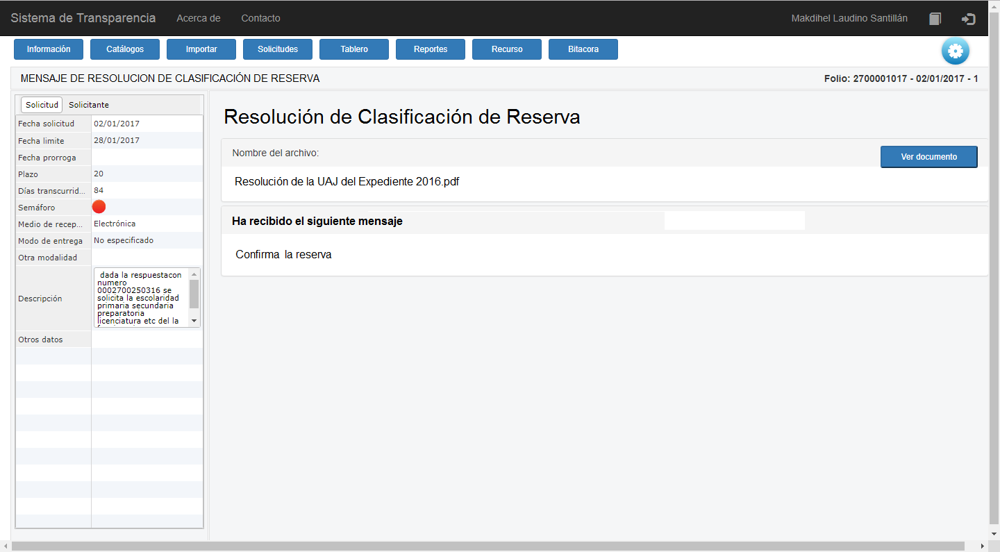 Sistema de Transparencia Acerca de Contacto Makdihel Laudino Santillán
Información Catálogos Importar Solicitudes Tablero Reportes Recurso Bitacora
MENSAJE DE RESOLUCION DE CLASIFICACIÓN DE RESERVA Folio: 2700001017 - 02/01/2017 - 1
Solicitud Solicitante
Fecha solicitud 02/01/2017
Fecha limite 28/01/2017
Fecha prorroga
Plazo 20
Días transcurrid... 84
Semáforo
Medio de recep... Electrónica
Modo de entrega No especificado
Otra modalidad
Descripción
dada la respuestacon
numero
0002700250316 se
solicita la escolaridad
primaria secundaria
preparatoria
licenciatura etc del la
Otros datos
Resolución de Clasificación de Reserva
Nombre del archivo: Ver documento
Resolución de la UAJ del Expediente 2016.pdf
Ha recibido el siguiente mensaje
Confirma la reserva